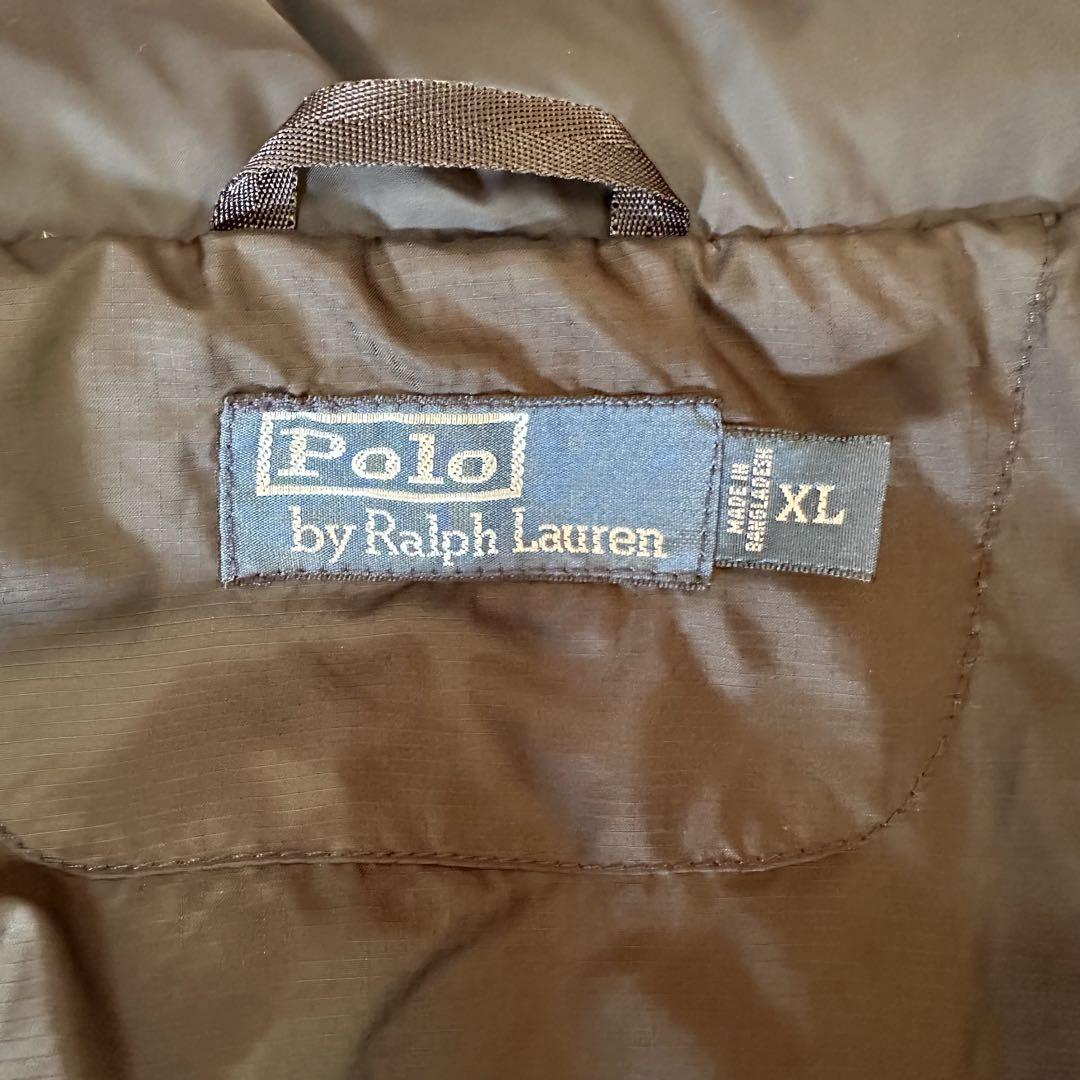 Polo
by Ralph Lauren
MADE IN
BANGLADESH
XL